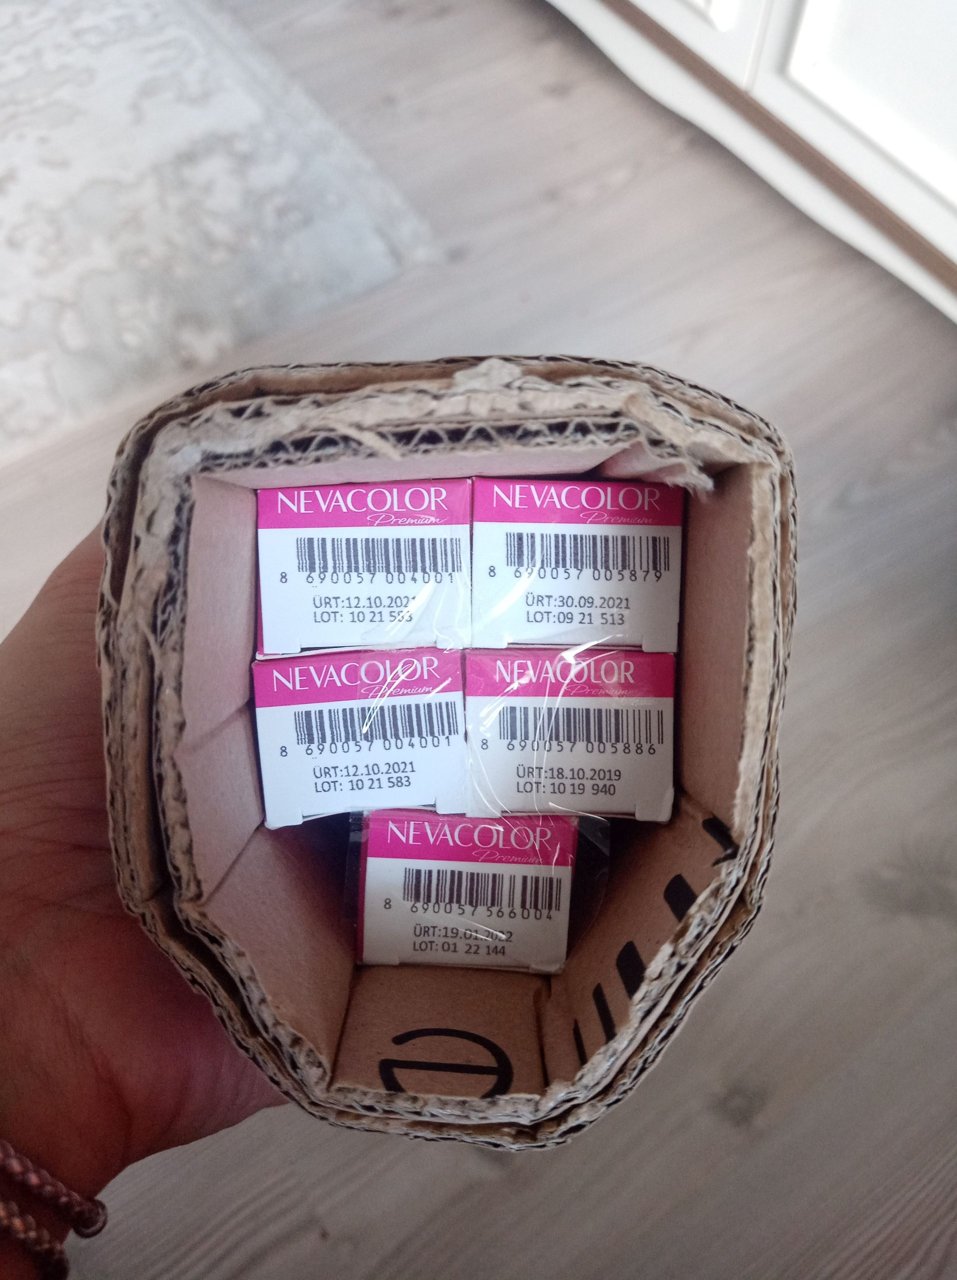 NEVACOLOR
Premium
8 690057 004001
ÜRT:12.10.2021
LOT: 10 21 583
NEVACOLOR
Premium
8 690057 005879
ÜRT:30.09.2021
LOT:09 21 513
NEVACOLOR
Premium
8 690057 004001
ÜRT:12.10.2021
LOT: 10 21 583
NEVACOLOR
Premium
8 690057 005886
ÜRT:18.10.2019
LOT: 10 19 940
NEVACOLOR
Premium
8 690057 566004
ÜRT:19.01.2022
LOT: 01 22 144
e